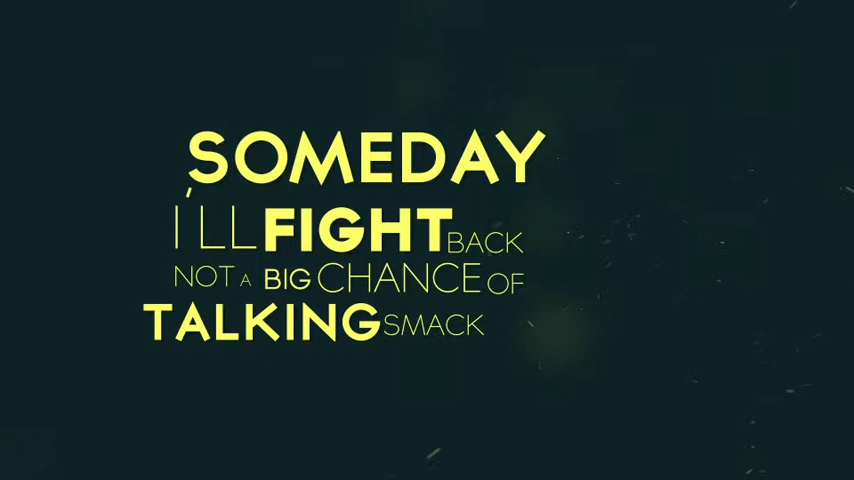 SOMEDAY
I'LL FIGHT BACK
NOT A BIG CHANCE OF
TALKING SMACK